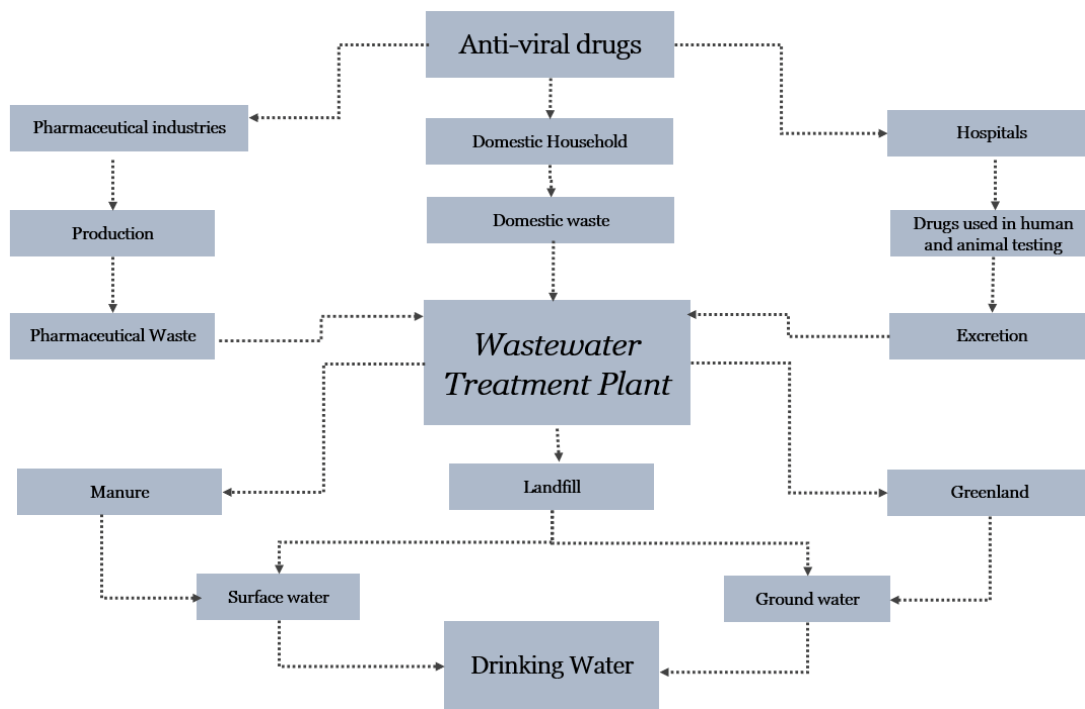 Anti-viral drugs
Pharmaceutical industries
Domestic Household
Hospitals
Production
Domestic waste
Drugs used in human
and animal testing
Pharmaceutical Waste
Wastewater
Treatment Plant
Excretion
Manure
Landfill
Greenland
Surface water
Ground water
Drinking Water